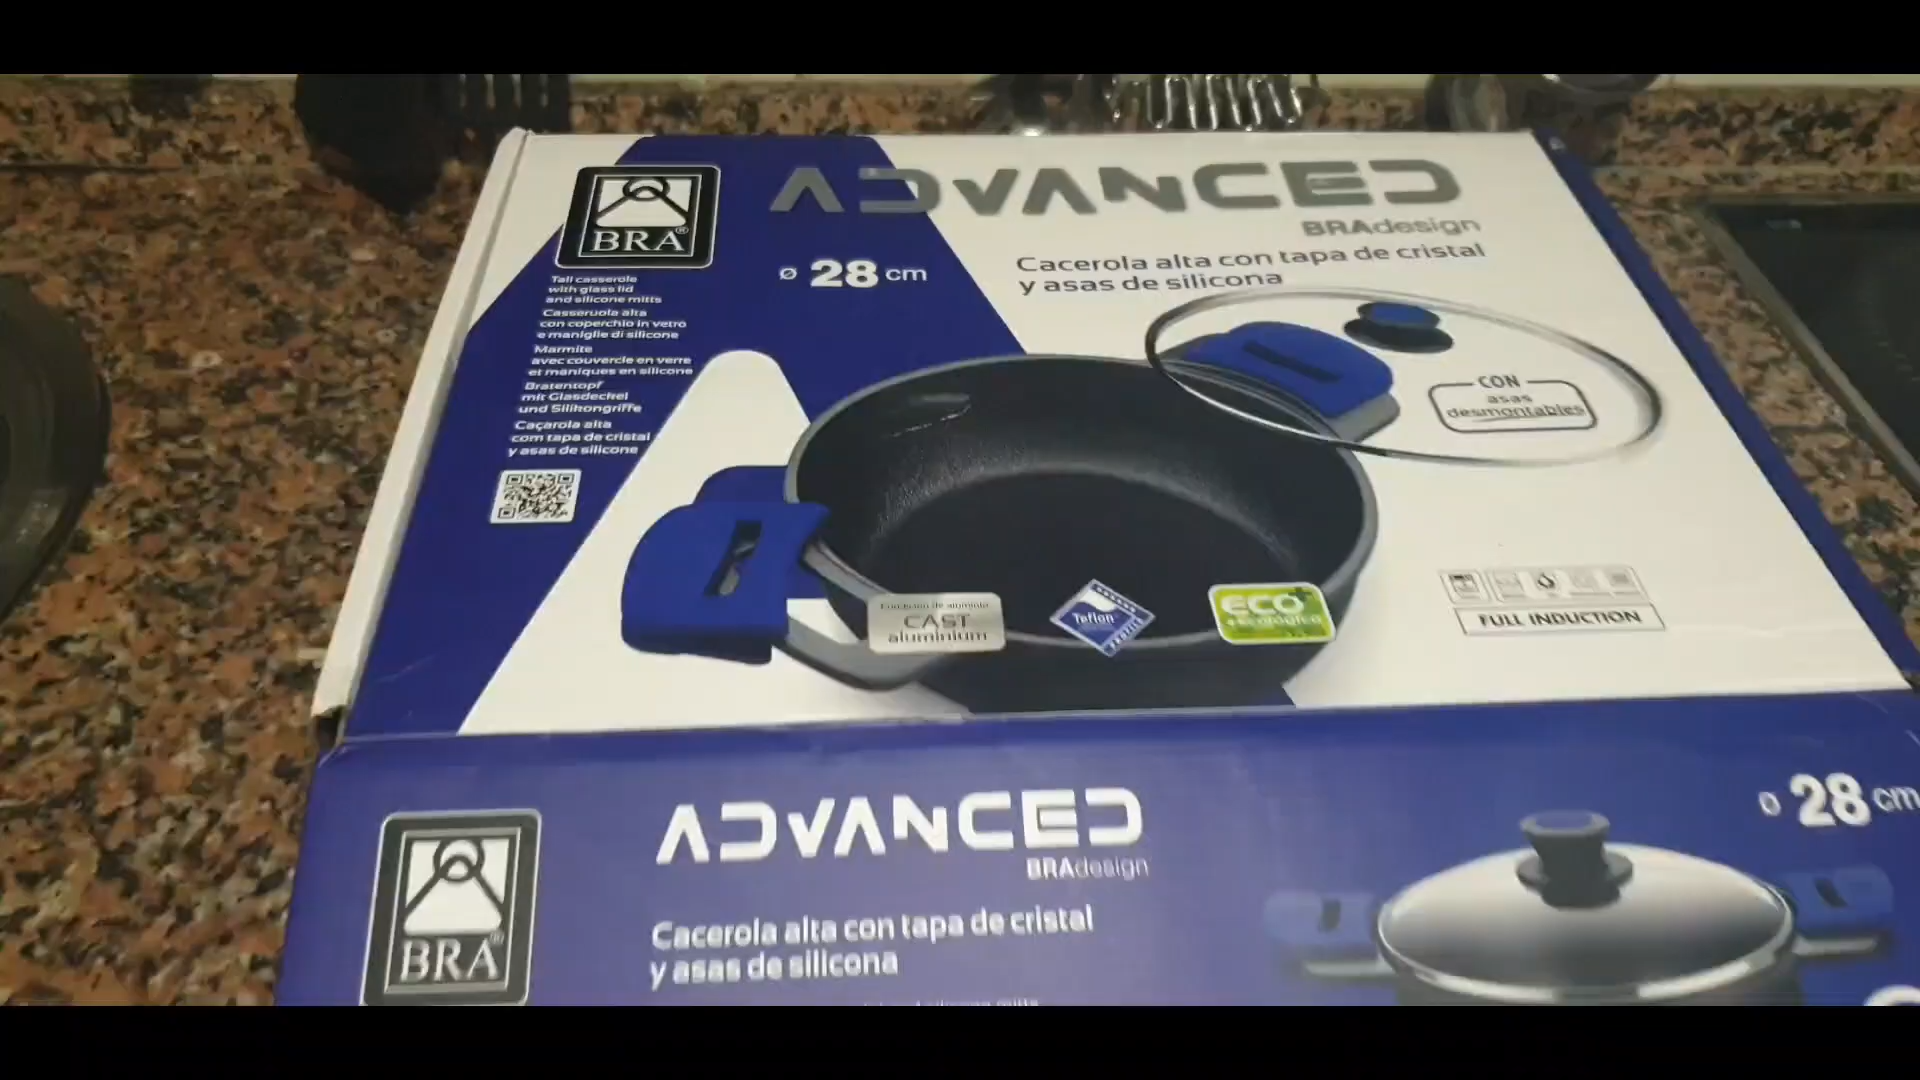 BRA®
ADVANCED
BRAdesign
ø 28 cm
Cacerola alta con tapa de cristal
y asas de silicona
Tall casserole
with glass lid
and silicone mitts
Casseruola alta
con coperchio in vetro
e maniglie di silicone
Marmite
avec couvercle en verre
et maniques en silicone
Bratentopf
mit Glasdeckel
und Silikongriffe
Caçarola alta
com tapa de cristal
y asas de silicone
CON
asas
desmontables
CAST
aluminium
Teflon
ECO+
+ecológico
FULL INDUCTION
BRA®
ADVANCED
BRAdesign
ø 28 cm
Cacerola alta con tapa de cristal
y asas de silicona